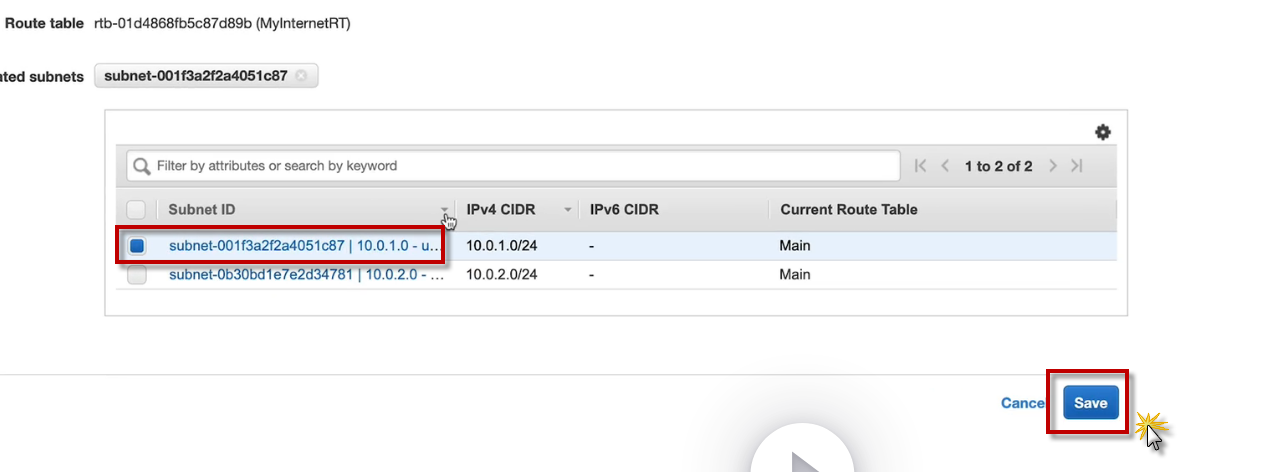 Route table rtb-01d4868fb5c87d89b (MyInternetRT)
ated subnets subnet-001f3a2f2a4051c87
Filter by attributes or search by keyword 1 to 2 of 2
Subnet ID IPv4 CIDR IPv6 CIDR Current Route Table
subnet-001f3a2f2a4051c87 | 10.0.1.0 - u... 10.0.1.0/24 - Main
subnet-0b30bd1e7e2d34781 | 10.0.2.0 - ... 10.0.2.0/24 - Main
Cance Save